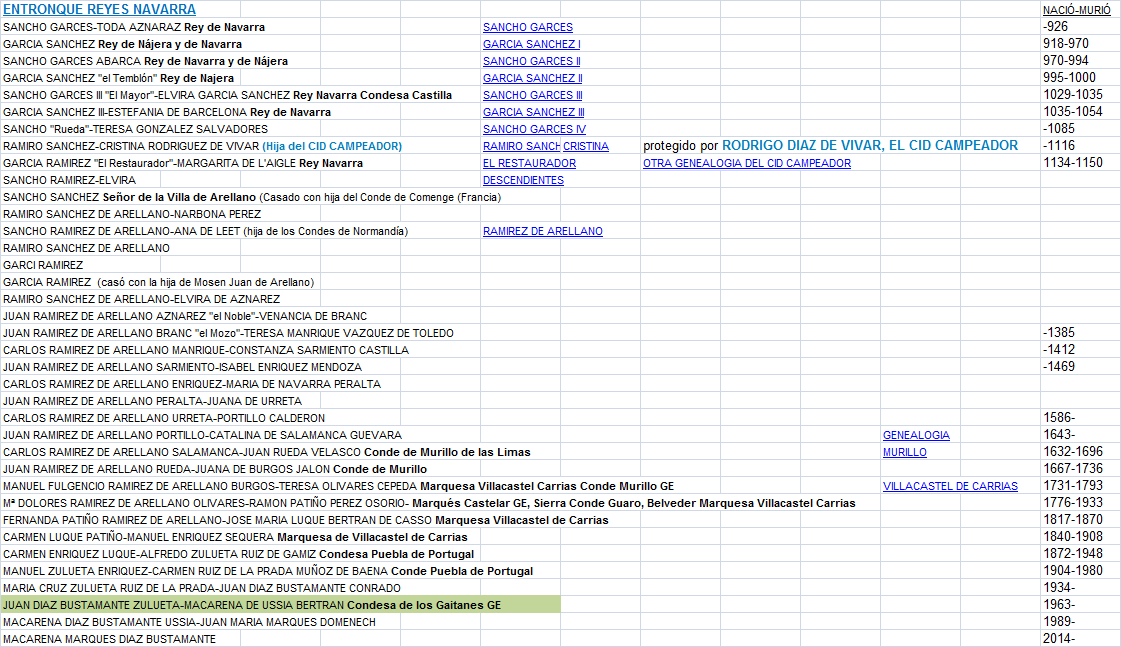 ENTRONQUE REYES NAVARRA NACIÓ-MURIÓ
SANCHO GARCES-TODA AZNARAZ Rey de Navarra SANCHO GARCES -926
GARCIA SANCHEZ Rey de Nájera y de Navarra GARCIA SANCHEZ I 918-970
SANCHO GARCES ABARCA Rey de Navarra y de Nájera SANCHO GARCES II 970-994
GARCIA SANCHEZ "el Temblón" Rey de Najera GARCIA SANCHEZ II 995-1000
SANCHO GARCES III "El Mayor"-ELVIRA GARCIA SANCHEZ Rey Navarra Condesa Castilla SANCHO GARCES III 1029-1035
GARCIA SANCHEZ III-ESTEFANIA DE BARCELONA Rey de Navarra GARCIA SANCHEZ III 1035-1054
SANCHO "Rueda"-TERESA GONZALEZ SALVADORES SANCHO GARCES IV -1085
RAMIRO SANCHEZ-CRISTINA RODRIGUEZ DE VIVAR (Hija del CID CAMPEADOR) RAMIRO SANCH CRISTINA protegido por RODRIGO DIAZ DE VIVAR, EL CID CAMPEADOR -1116
GARCIA RAMIREZ "El Restaurador"-MARGARITA DE L'AIGLE Rey Navarra EL RESTAURADOR OTRA GENEALOGIA DEL CID CAMPEADOR 1134-1150
SANCHO RAMIREZ-ELVIRA DESCENDIENTES
SANCHO SANCHEZ Señor de la Villa de Arellano (Casado con hija del Conde de Comenge (Francia)
RAMIRO SANCHEZ DE ARELLANO-NARBONA PEREZ
SANCHO RAMIREZ DE ARELLANO-ANA DE LEET (hija de los Condes de Normandía) RAMIREZ DE ARELLANO
RAMIRO SANCHEZ DE ARELLANO
GARCI RAMIREZ
GARCIA RAMIREZ (casó con la hija de Mosen Juan de Arellano)
RAMIRO SANCHEZ DE ARELLANO-ELVIRA DE AZNAREZ
JUAN RAMIREZ DE ARELLANO AZNAREZ "el Noble"-VENANCIA DE BRANC
JUAN RAMIREZ DE ARELLANO BRANC "el Mozo"-TERESA MANRIQUE VAZQUEZ DE TOLEDO -1385
CARLOS RAMIREZ DE ARELLANO MANRIQUE-CONSTANZA SARMIENTO CASTILLA -1412
JUAN RAMIREZ DE ARELLANO SARMIENTO-ISABEL ENRIQUEZ MENDOZA -1469
CARLOS RAMIREZ DE ARELLANO ENRIQUEZ-MARIA DE NAVARRA PERALTA
JUAN RAMIREZ DE ARELLANO PERALTA-JUANA DE URRETA
CARLOS RAMIREZ DE ARELLANO URRETA-PORTILLO CALDERON 1586-
JUAN RAMIREZ DE ARELLANO PORTILLO-CATALINA DE SALAMANCA GUEVARA GENEALOGIA 1643-
CARLOS RAMIREZ DE ARELLANO SALAMANCA-JUAN RUEDA VELASCO Conde de Murillo de las Limas MURILLO 1632-1696
JUAN RAMIREZ DE ARELLANO RUEDA-JUANA DE BURGOS JALON Conde de Murillo 1667-1736
MANUEL FULGENCIO RAMIREZ DE ARELLANO BURGOS-TERESA OLIVARES CEPEDA Marquesa Villacastel Carrias Conde Murillo GE VILLACASTEL DE CARRIAS 1731-1793
Mª DOLORES RAMIREZ DE ARELLANO OLIVARES-RAMON PATIÑO PEREZ OSORIO- Marqués Castelar GE, Sierra Conde Guaro, Belveder Marquesa Villacastel Carrias 1776-1933
FERNANDA PATIÑO RAMIREZ DE ARELLANO-JOSE MARIA LUQUE BERTRAN DE CASSO Marquesa Villacastel de Carrias 1817-1870
CARMEN LUQUE PATIÑO-MANUEL ENRIQUEZ SEQUERA Marquesa de Villacastel de Carrias 1840-1908
CARMEN ENRIQUEZ LUQUE-ALFREDO ZULUETA RUIZ DE GAMIZ Condesa Puebla de Portugal 1872-1948
MANUEL ZULUETA ENRIQUEZ-CARMEN RUIZ DE LA PRADA MUÑOZ DE BAENA Conde Puebla de Portugal 1904-1980
MARIA CRUZ ZULUETA RUIZ DE LA PRADA-JUAN DIAZ BUSTAMANTE CONRADO 1934-
JUAN DIAZ BUSTAMANTE ZULUETA-MACARENA DE USSIA BERTRAN Condesa de los Gaitanes GE 1963-
MACARENA DIAZ BUSTAMANTE USSIA-JUAN MARIA MARQUES DOMENECH 1989-
MACARENA MARQUES DIAZ BUSTAMANTE 2014-